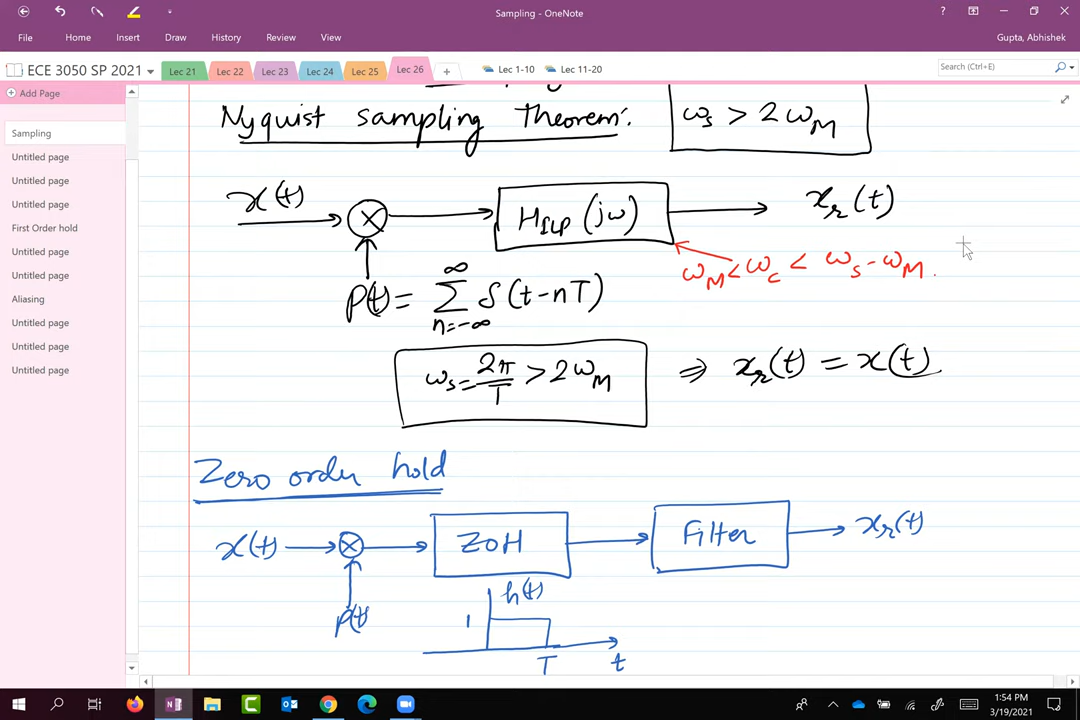 Sampling - OneNote
?
File Home Insert Draw History Review View
Gupta, Abhishek
ECE 3050 SP 2021
Lec 21 Lec 22 Lec 23 Lec 24 Lec 25 Lec 26 + Lec 1-10 Lec 11-20
Search (Ctrl+E)
Add Page
Sampling
Untitled page
Untitled page
Untitled page
First Order hold
Untitled page
Untitled page
Aliasing
Untitled page
Untitled page
Untitled page
Nyquist sampling Theorem: ωs > 2ωM
x(t) × HILP(jω) xr(t)
ωM < ωc < ωs - ωM.
p(t) = ∑_{n=-∞}^{∞} δ(t-nT)
ωs = 2π/T > 2ωM ⇒ xr(t) = x(t)
Zero order hold
x(t) × ZOH Filter xr(t)
p(t)
h(t)
1
T t
1:54 PM
3/19/2021